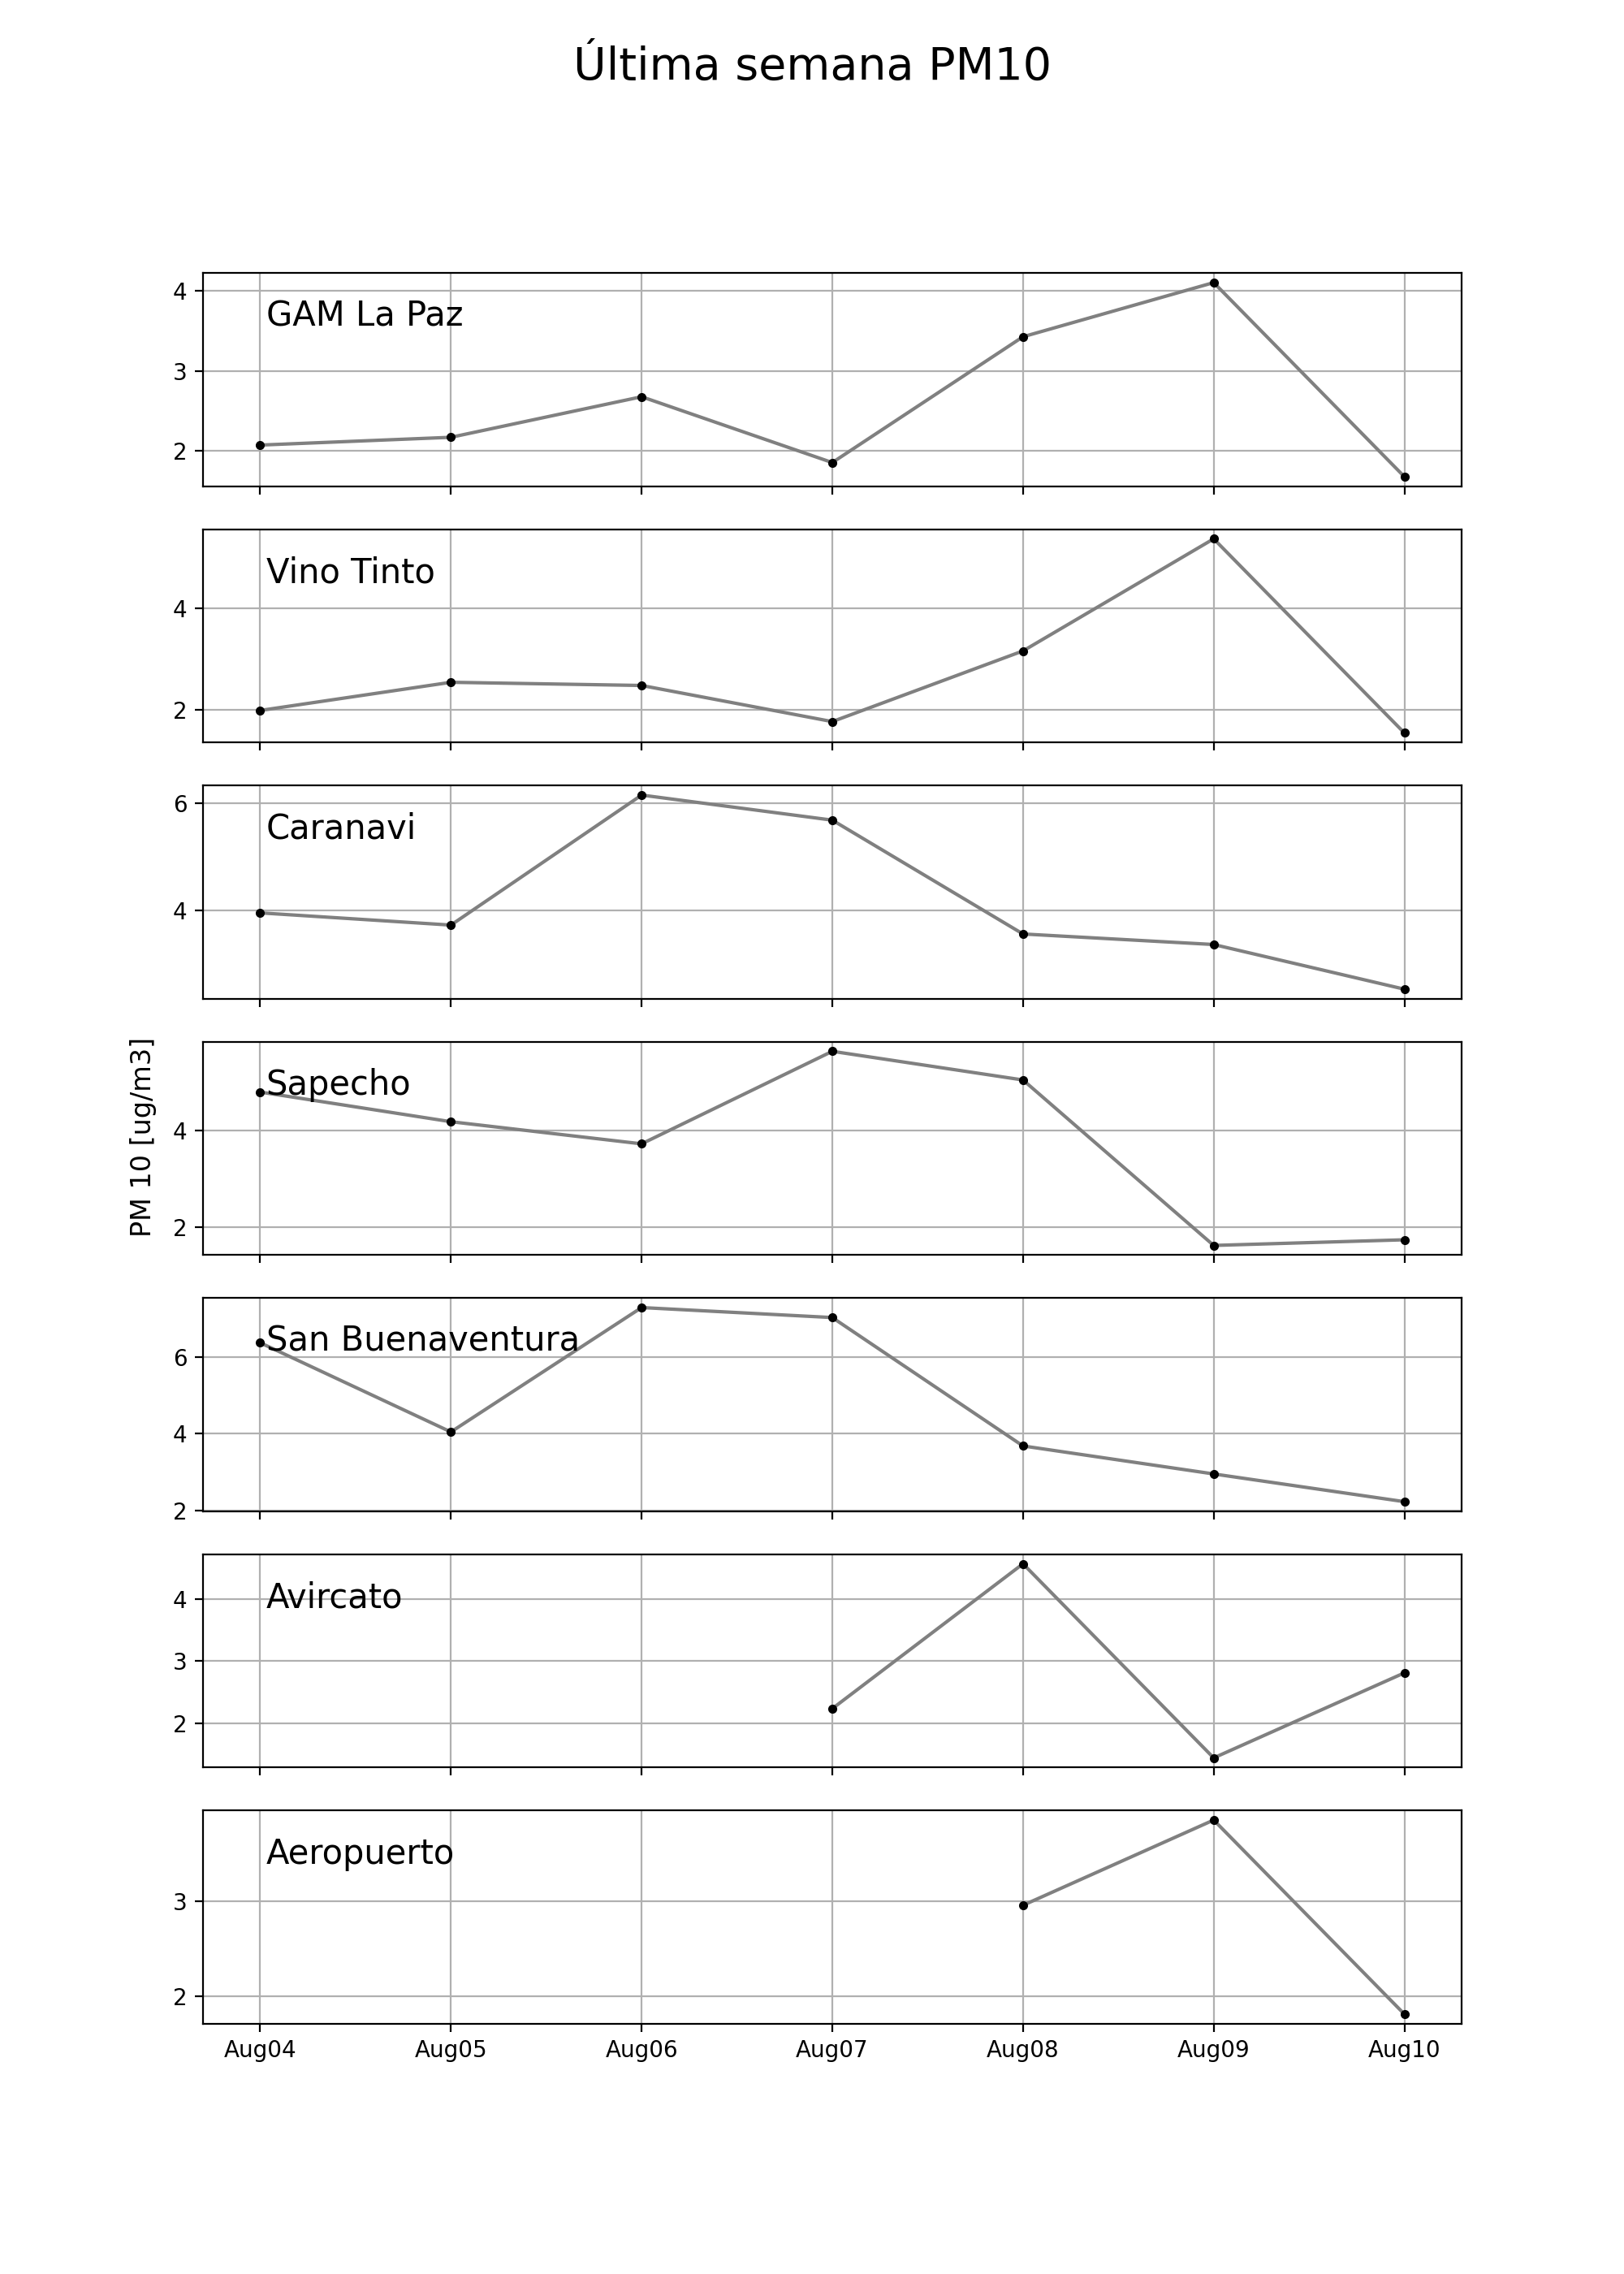 Última semana PM10
4
GAM La Paz
3
2
Vino Tinto
4
2
6
Caranavi
4
PM 10 [ug/m3]
Sapecho
4
2
San Buenaventura
6
4
2
Avircato
4
3
2
Aeropuerto
3
2
Aug04 Aug05 Aug06 Aug07 Aug08 Aug09 Aug10